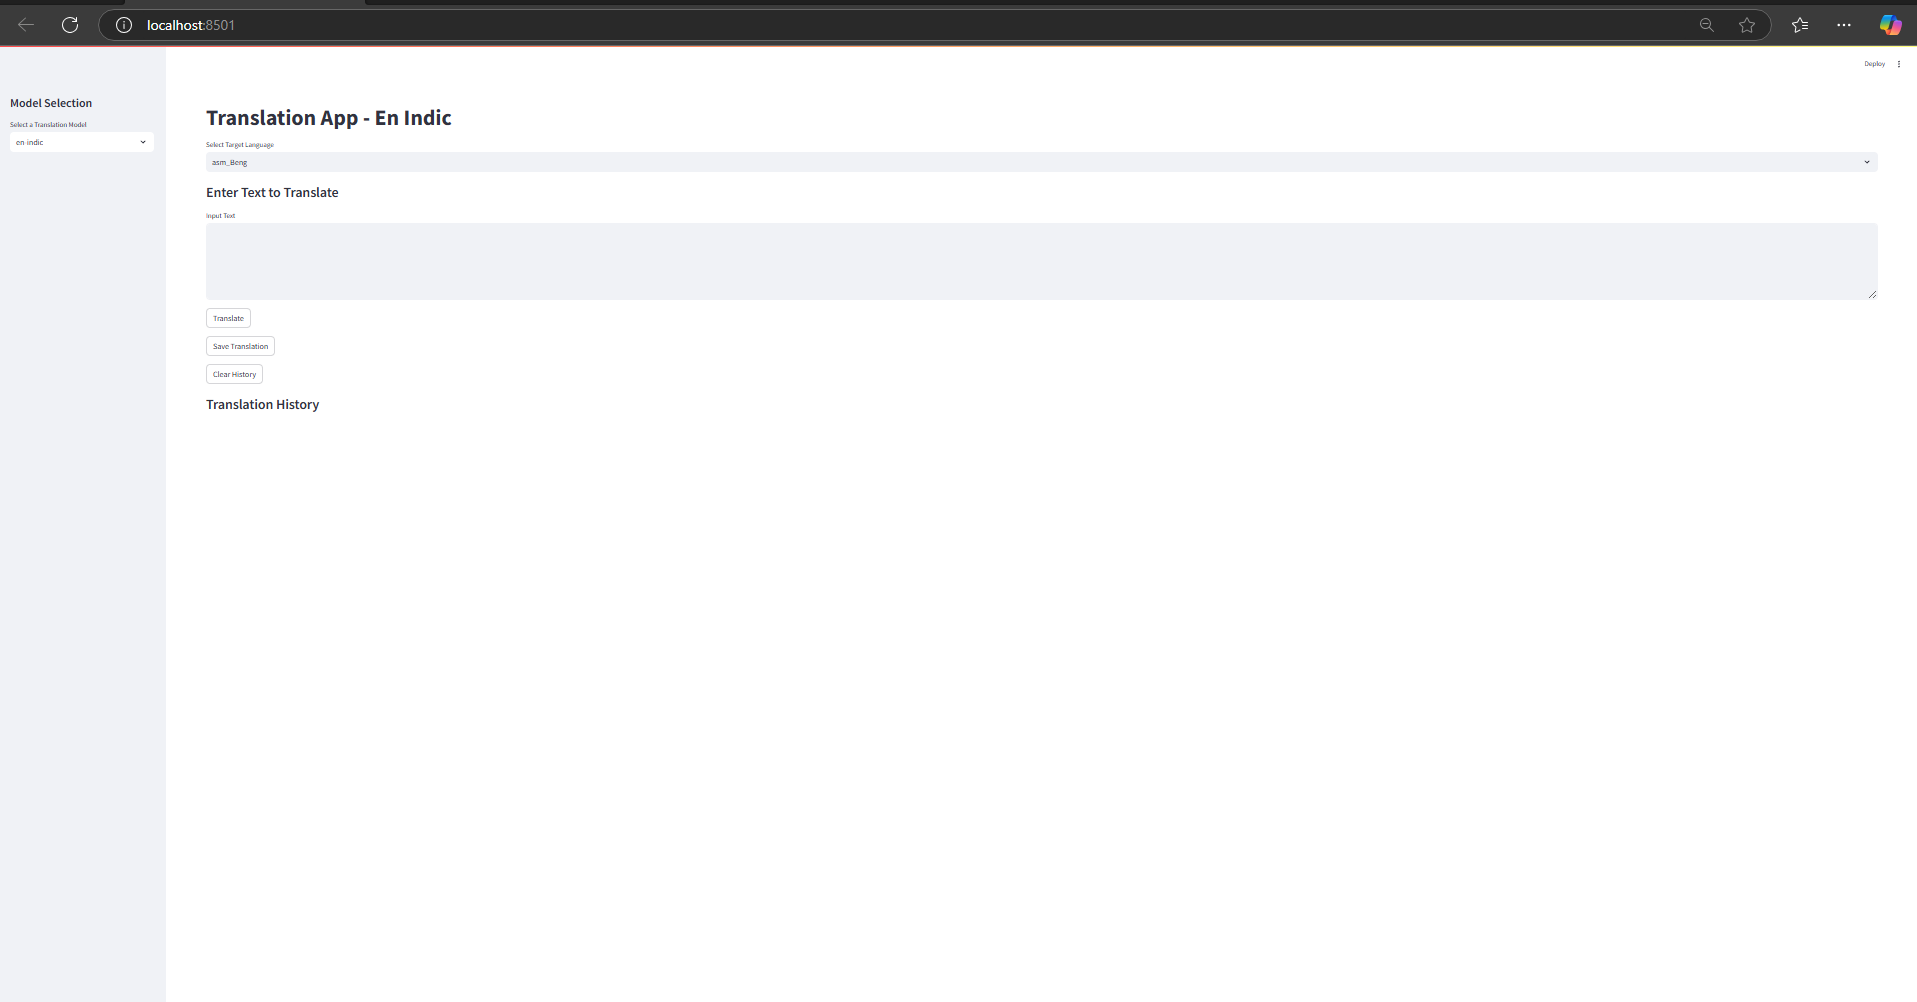 localhost:8501
Deploy
Model Selection
Select a Translation Model
en-indic
Translation App - En Indic
Select Target Language
asm_Beng
Enter Text to Translate
Input Text
Translate
Save Translation
Clear History
Translation History